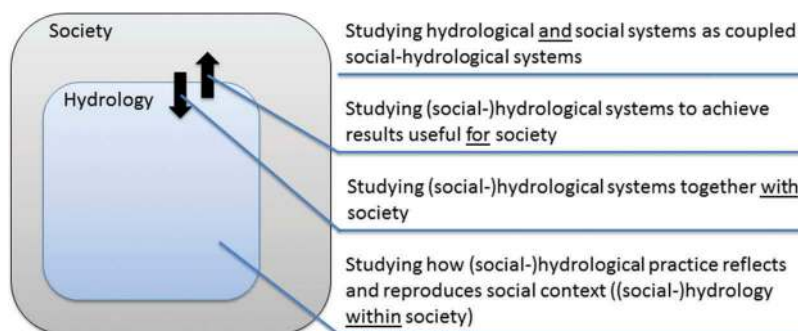 Society
Hydrology
Studying hydrological and social systems as coupled
social-hydrological systems
Studying (social-)hydrological systems to achieve
results useful for society
Studying (social-)hydrological systems together with
society
Studying how (social-)hydrological practice reflects
and reproduces social context ((social-)hydrology
within society)